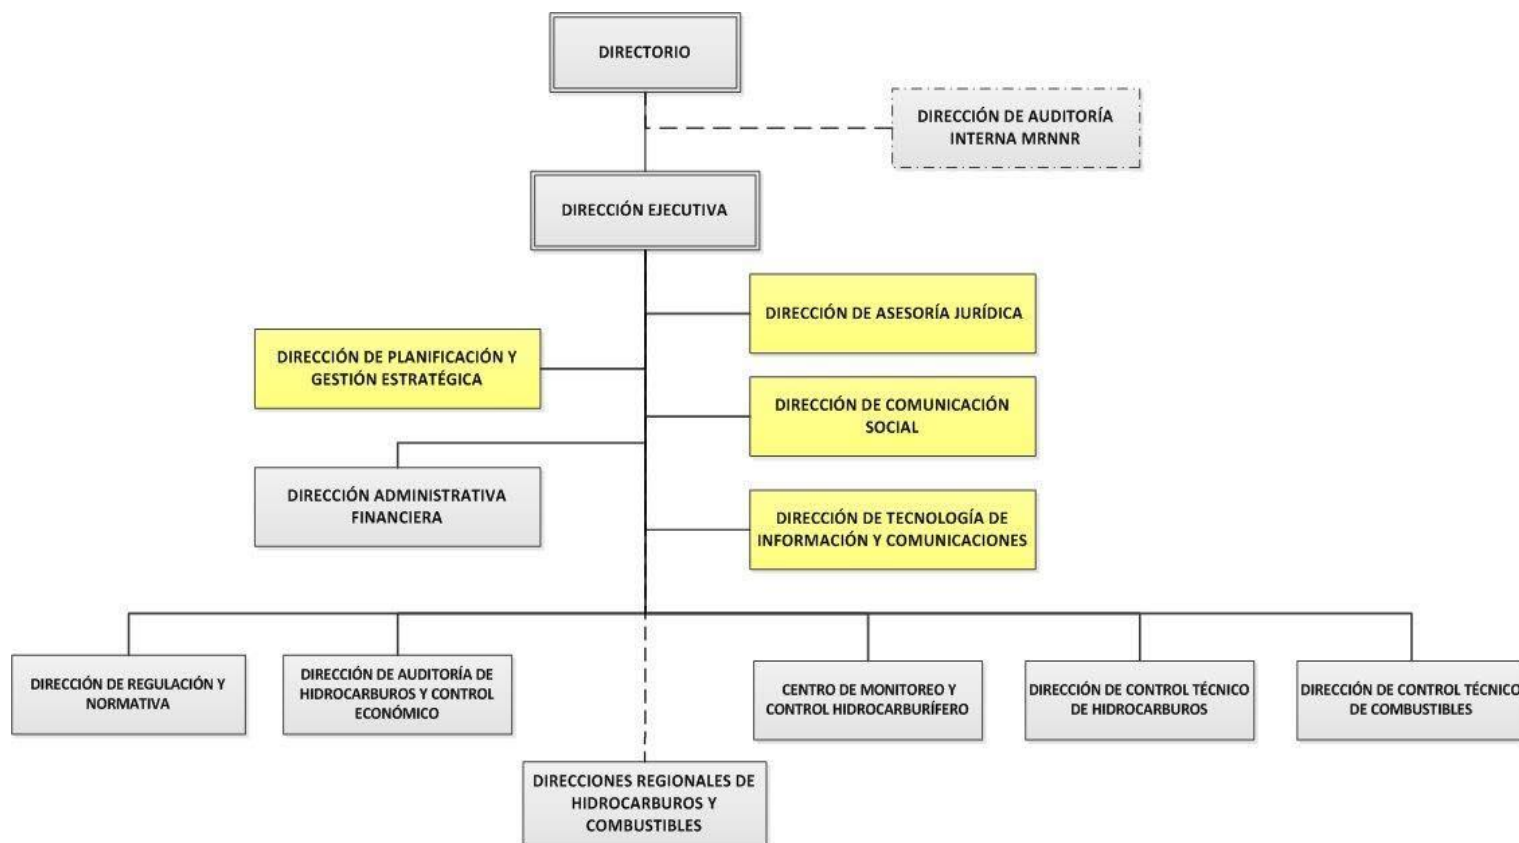 DIRECTORIO
DIRECCIÓN DE AUDITORÍA
INTERNA MRNNR
DIRECCIÓN EJECUTIVA
DIRECCIÓN DE ASESORÍA JURÍDICA
DIRECCIÓN DE PLANIFICACIÓN Y
GESTIÓN ESTRATÉGICA
DIRECCIÓN DE COMUNICACIÓN
SOCIAL
DIRECCIÓN ADMINISTRATIVA
FINANCIERA
DIRECCIÓN DE TECNOLOGÍA DE
INFORMACIÓN Y COMUNICACIONES
DIRECCIÓN DE REGULACIÓN Y
NORMATIVA
DIRECCIÓN DE AUDITORÍA DE
HIDROCARBUROS Y CONTROL
ECONÓMICO
CENTRO DE MONITOREO Y
CONTROL HIDROCARBURÍFERO
DIRECCIÓN DE CONTROL TÉCNICO
DE HIDROCARBUROS
DIRECCIÓN DE CONTROL TÉCNICO
DE COMBUSTIBLES
DIRECCIONES REGIONALES DE
HIDROCARBUROS Y
COMBUSTIBLES